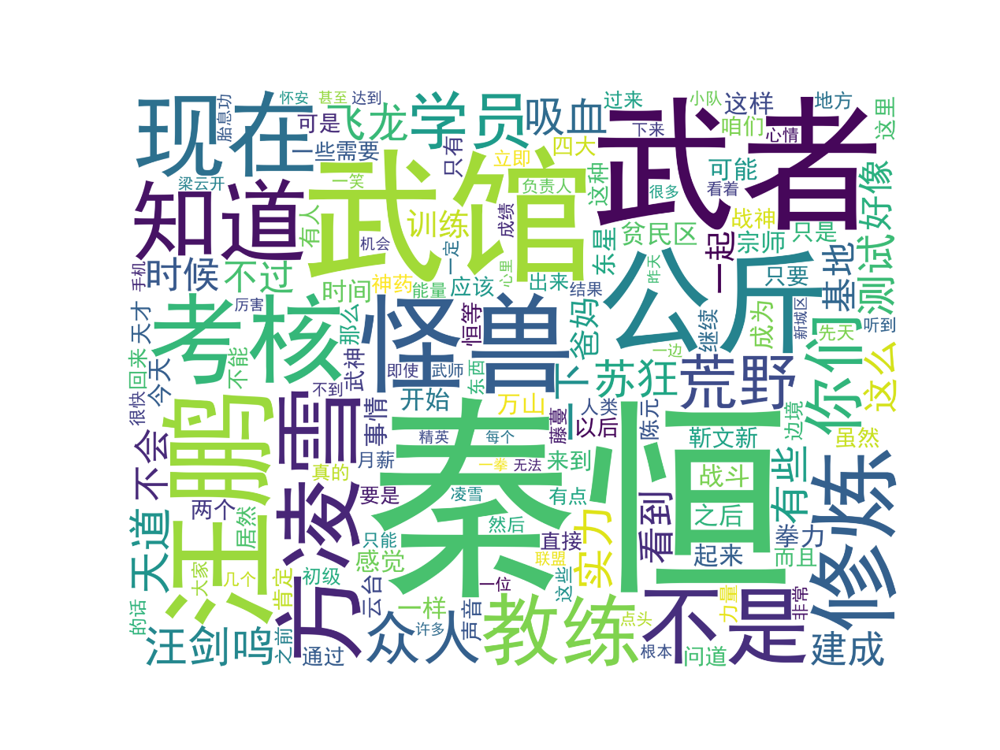 现在
胎息功
怀安
甚至
达到
可是
飞龙
学员
吸血
过来
小队
这样
地方
这里
咱们
心情
下来
武者
一些
需要
只有
立即
四大
可能
武馆
知道
梁云开
一笑
负责人
这种
很多
看着
好像
有人
训练
成绩
机会
一定
东星
贫民区
战神
宗师
只是
一起
时候
手机
不过
时间
神药
能量
应该
心里
出来
结果
昨天
公斤
只要
基地
测试
天才
厉害
考核
那么
怪兽
恒等
爸妈
继续
成为
新城区
先天
听到
你们
这么
回来
今天
很快
不能
不到
武神
即使
武师
东西
一边
一下
苏狂
荒野
开始
万山
人类
以后
陈元
边境
靳文新
虽然
汪鹏
方凌雪
事情
精英
每个
藤蔓
秦恒
不会
月薪
真的
一拳
无法
来到
战斗
有些
修炼
两个
要是
凌雪
有点
之后
看到
拳力
天道
居然
只能
然后
直接
实力
起来
而且
感觉
联盟
大家
几个
肯定
初级
一位
这些
云台
不是
力量
非常
的话
汪剑鸣
之前
通过
众人
一样
许多
声音
教练
点头
根本
问道
建成